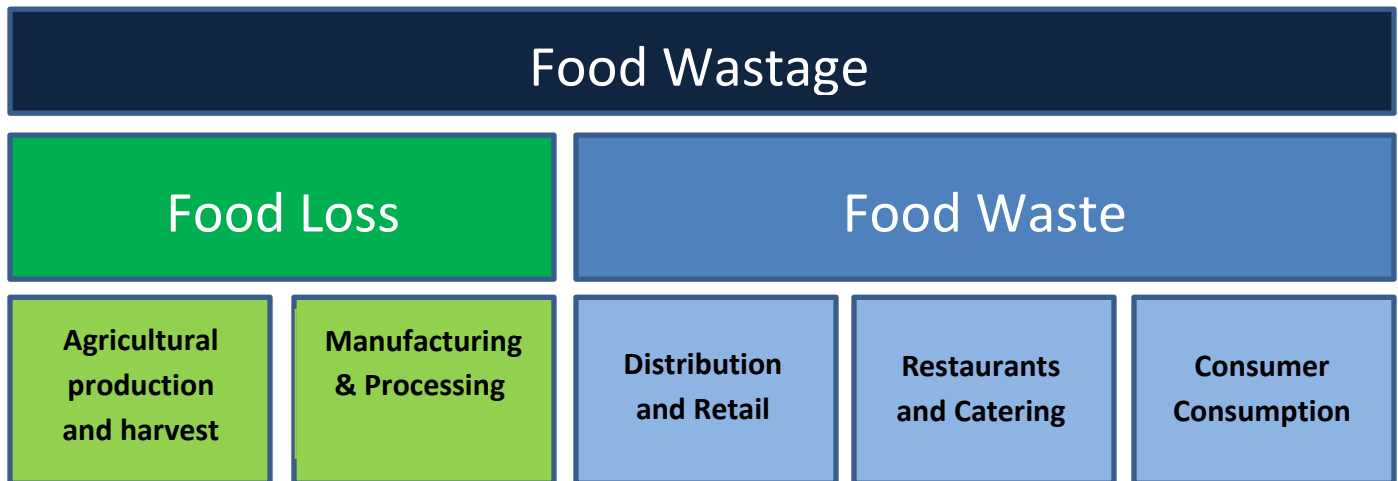 Food Wastage
Food Loss
Food Waste
Agricultural
production
and harvest
Manufacturing
& Processing
Distribution
and Retail
Restaurants
and Catering
Consumer
Consumption